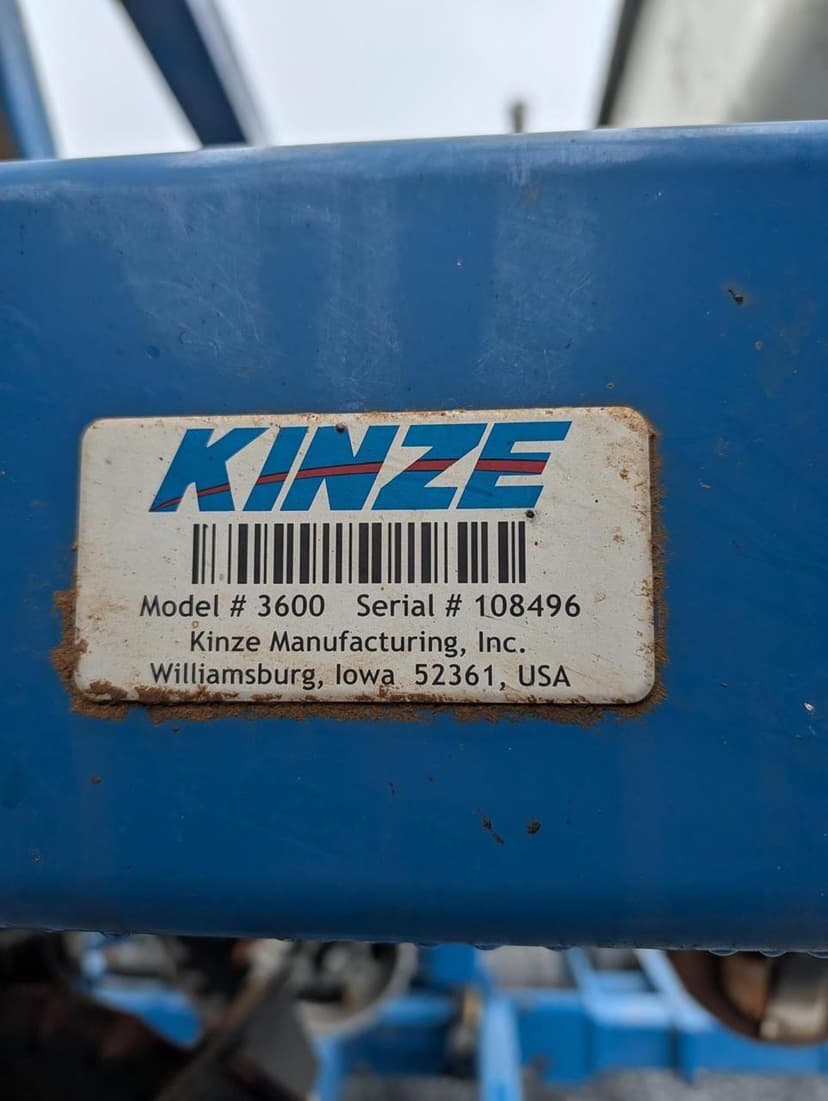 KINZE
Model # 3600 Serial # 108496
Kinze Manufacturing, Inc.
Williamsburg, Iowa 52361, USA